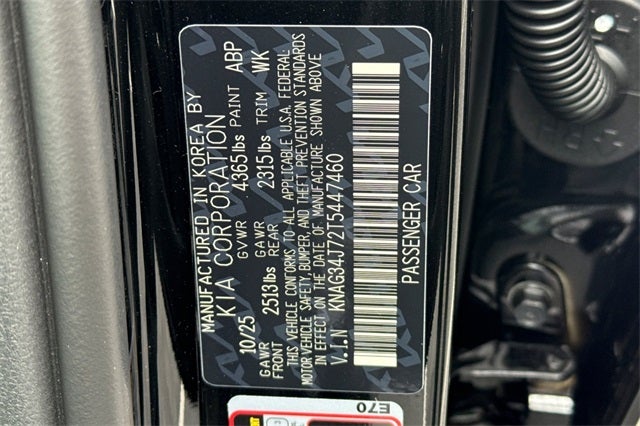 MANUFACTURED IN KOREA BY
KIA CORPORATION
10/25 GVWR 4365lbs PAINT ABP
GAWR FRONT 2513lbs GAWR REAR 2315lbs TRIM WK
THIS VEHICLE CONFORMS TO ALL APPLICABLE U.S.A. FEDERAL
MOTOR VEHICLE SAFETY, BUMPER, AND THEFT PREVENTION STANDARDS
IN EFFECT ON THE DATE OF MANUFACTURE SHOWN ABOVE
V.I.N KNAG34J72T5447460
PASSENGER CAR
E70